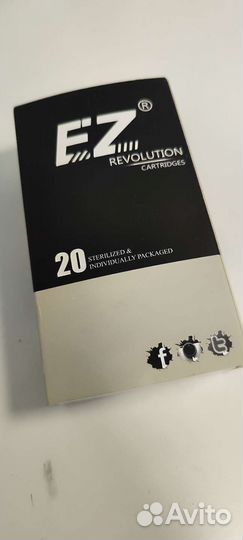 EZ®
REVOLUTION
CARTRIDGES
20 STERILIZED &
INDIVIDUALLY PACKAGED
f t
Avito